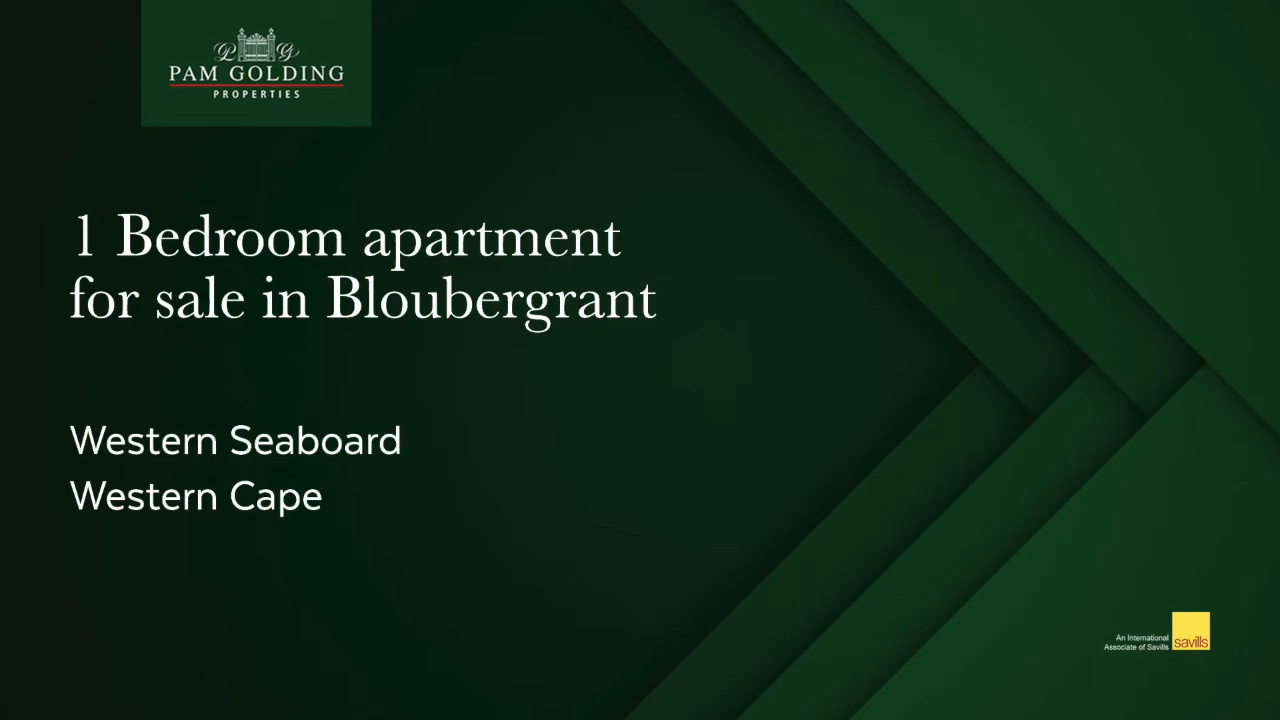 P G
PAM GOLDING
PROPERTIES
1 Bedroom apartment
for sale in Bloubergrant
Western Seaboard
Western Cape
An International
Associate of Savills
savills